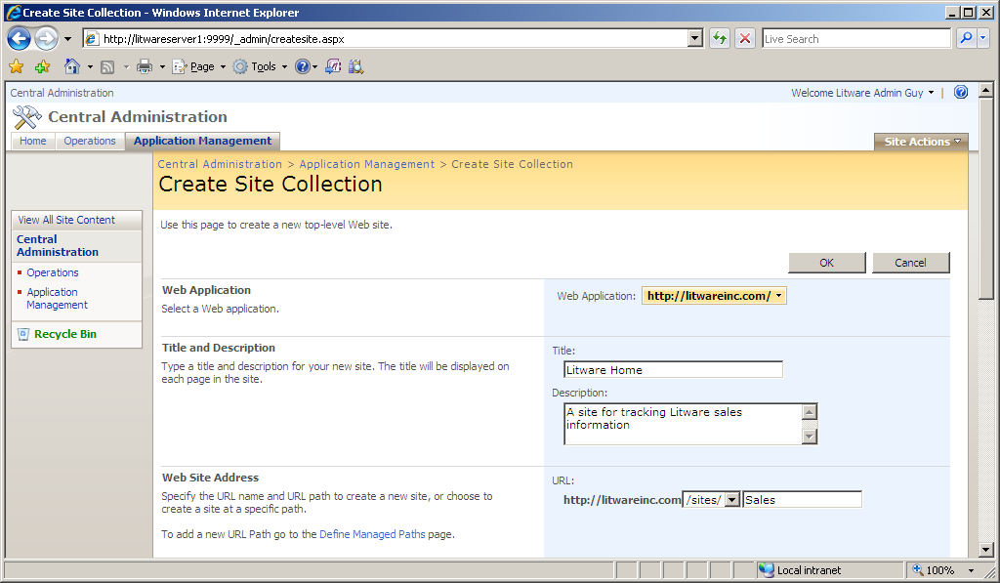 Create Site Collection - Windows Internet Explorer
http://litwareserver1:9999/_admin/createsite.aspx
Live Search
Page
Tools
Central Administration
Welcome Litware Admin Guy
Central Administration
Home
Operations
Application Management
Site Actions
Central Administration > Application Management > Create Site Collection
Create Site Collection
View All Site Content
Central
Administration
Operations
Application
Management
Recycle Bin
Use this page to create a new top-level Web site.
OK
Cancel
Web Application
Select a Web application.
Web Application:
http://litwareinc.com/
Title and Description
Type a title and description for your new site. The title will be displayed on
each page in the site.
Title:
Litware Home
Description:
A site for tracking Litware sales
information
Web Site Address
Specify the URL name and URL path to create a new site, or choose to
create a site at a specific path.
To add a new URL Path go to the Define Managed Paths page.
URL:
http://litwareinc.com /sites/ Sales
Local intranet
100%